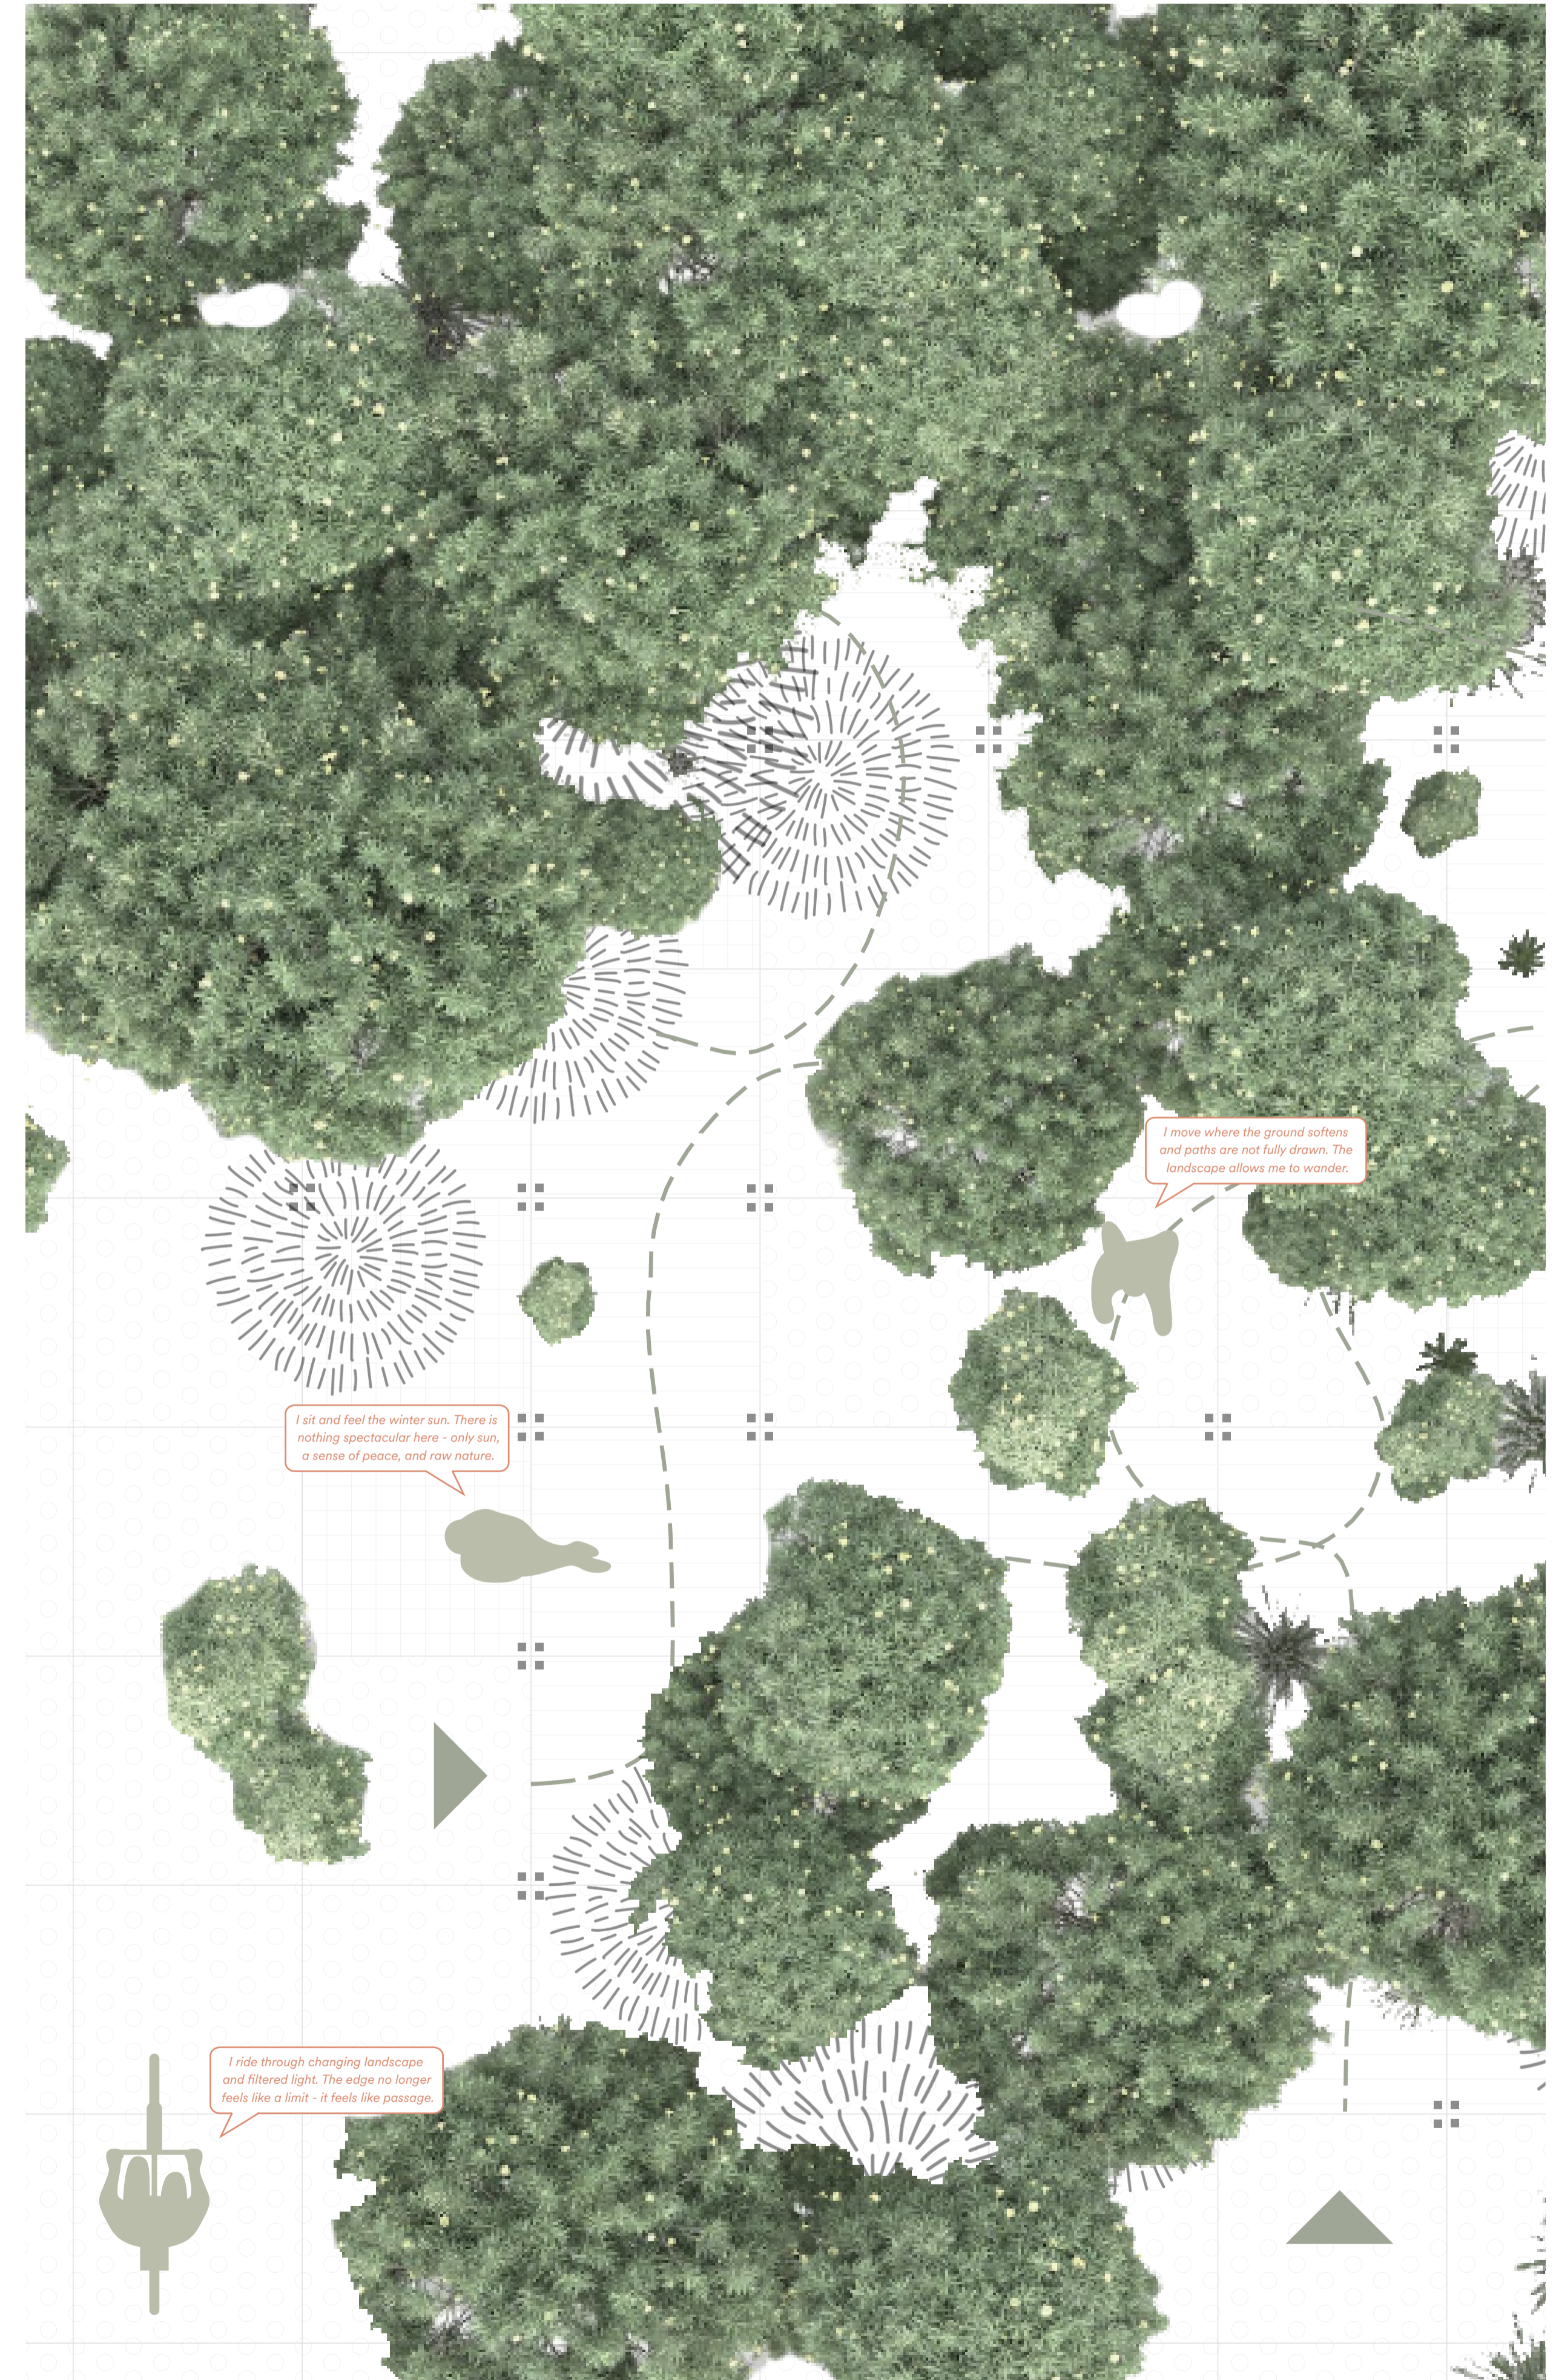 I move where the ground softens
and paths are not fully drawn. The
landscape allows me to wander.
I sit and feel the winter sun. There is
nothing spectacular here - only sun,
a sense of peace, and raw nature.
I ride through changing landscape
and filtered light. The edge no longer
feels like a limit - it feels like passage.